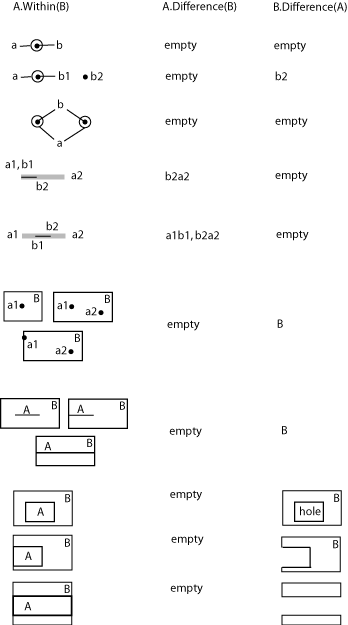 A.Within(B) A.Difference(B) B.Difference(A)
a b empty empty
a b1 b2 empty b2
b
empty empty
a
a1, b1
a2 b2a2 empty
b2
b2
a1 a2 a1b1, b2a2 empty
b1
B B
a1 a1
a2
empty B
B
a1
a2
A B A B
empty B
A B
empty
B B
A hole
empty
B B
A
empty
B
A